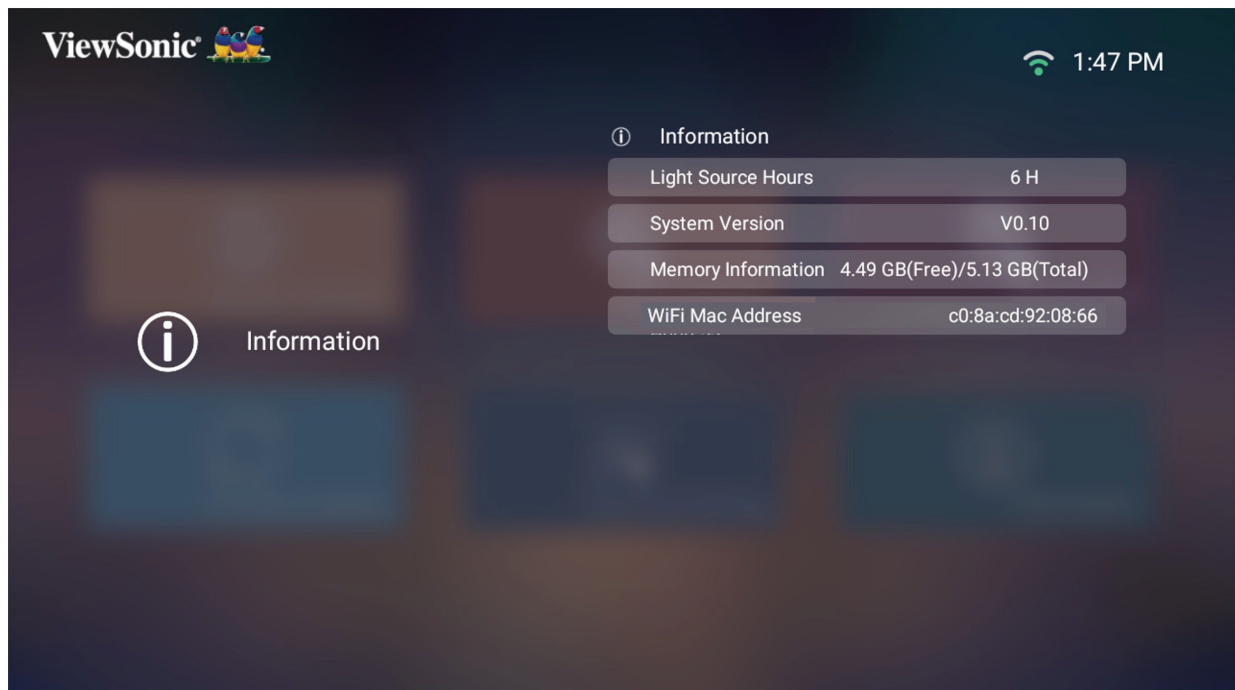 ViewSonic®
1:47 PM
Information
Light Source Hours 6 H
System Version V0.10
Memory Information 4.49 GB(Free)/5.13 GB(Total)
WiFi Mac Address c0:8a:cd:92:08:66
Information